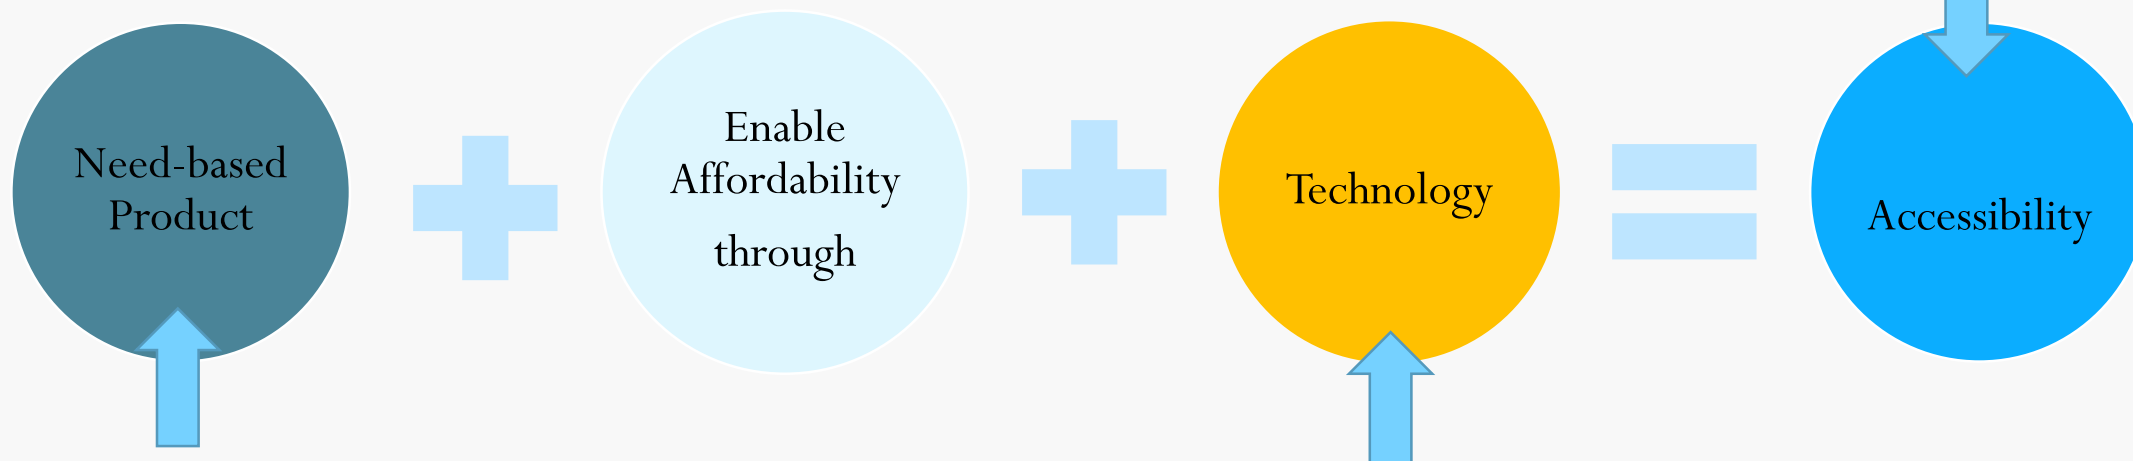 Need-based
Product
Enable
Affordability
through
Technology
Accessibility